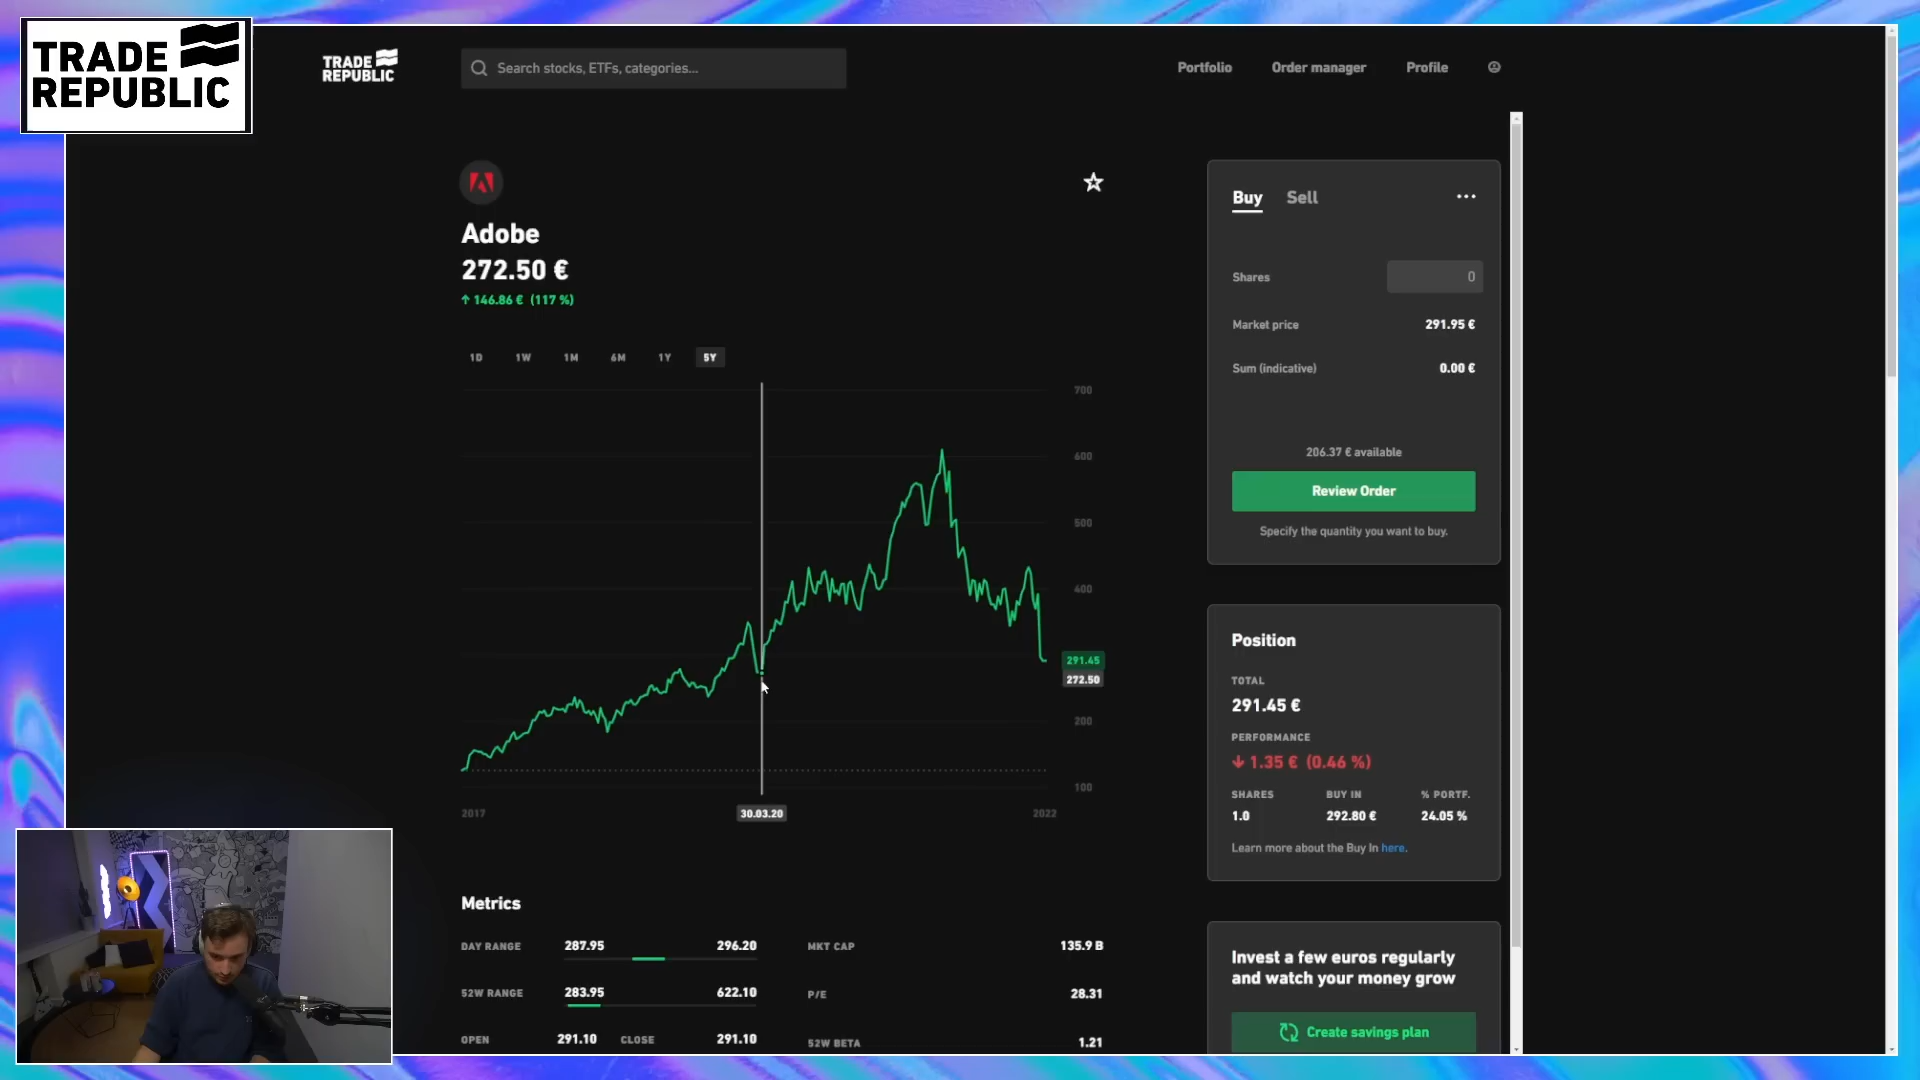 TRADE
REPUBLIC
TRADE
REPUBLIC
Search stocks, ETFs, categories...
Portfolio
Order manager
Profile
Adobe
272.50 €
↑ 146.86 € (117 %)
1D 1W 1M 6M 1Y 5Y
700
600
500
400
291.45
272.50
200
100
2017
30.03.20
2022
Metrics
DAY RANGE 287.95 296.20
MKT CAP 135.9 B
52W RANGE 283.95 622.10
P/E 28.31
OPEN 291.10 CLOSE 291.10
52W BETA 1.21
Buy Sell
Shares 0
Market price 291.95 €
Sum (indicative) 0.00 €
206.37 € available
Review Order
Specify the quantity you want to buy.
Position
TOTAL
291.45 €
PERFORMANCE
↓ 1.35 € (0.46 %)
SHARES BUY IN % PORTF.
1.0 292.80 € 24.05 %
Learn more about the Buy In here.
Invest a few euros regularly
and watch your money grow
Create savings plan